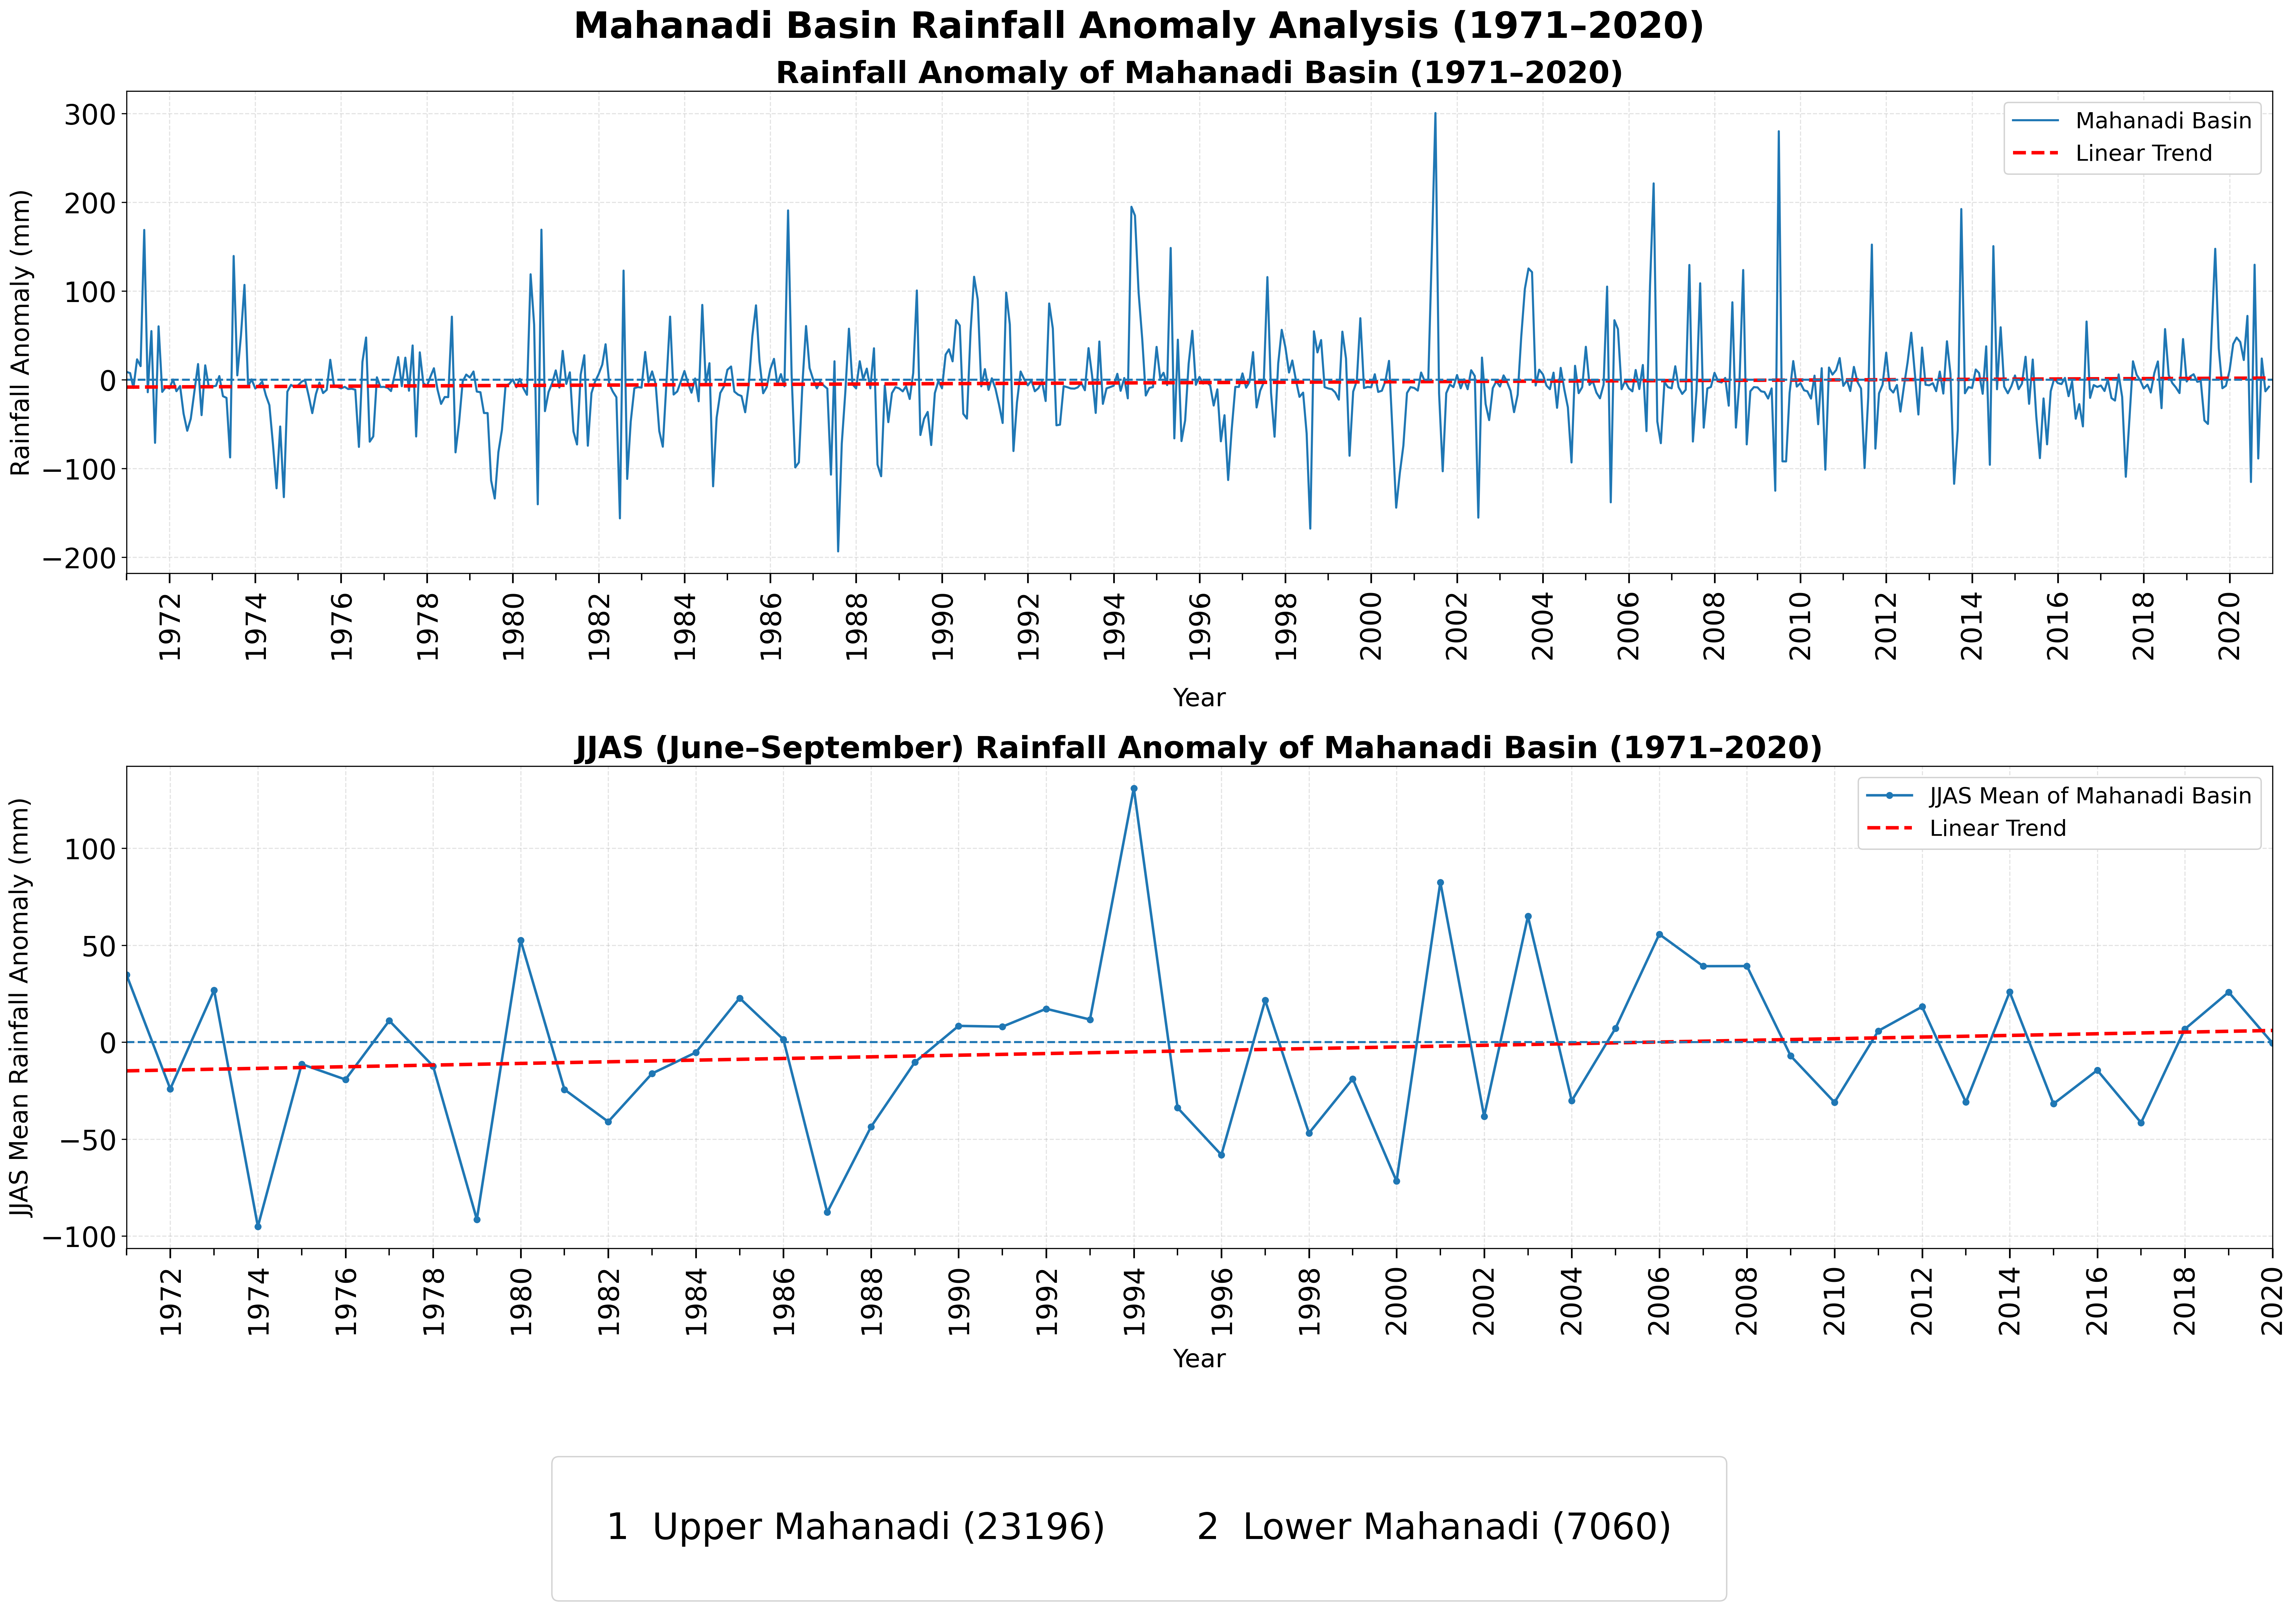 Mahanadi Basin Rainfall Anomaly Analysis (1971–2020)
Rainfall Anomaly of Mahanadi Basin (1971–2020)
Rainfall Anomaly (mm)
300
200
100
0
−100
−200
Mahanadi Basin
Linear Trend
1972 1974 1976 1978 1980 1982 1984 1986 1988 1990 1992 1994 1996 1998 2000 2002 2004 2006 2008 2010 2012 2014 2016 2018 2020
Year
JJAS (June–September) Rainfall Anomaly of Mahanadi Basin (1971–2020)
JJAS Mean Rainfall Anomaly (mm)
100
50
0
−50
−100
JJAS Mean of Mahanadi Basin
Linear Trend
1972 1974 1976 1978 1980 1982 1984 1986 1988 1990 1992 1994 1996 1998 2000 2002 2004 2006 2008 2010 2012 2014 2016 2018 2020
Year
1 Upper Mahanadi (23196) 2 Lower Mahanadi (7060)